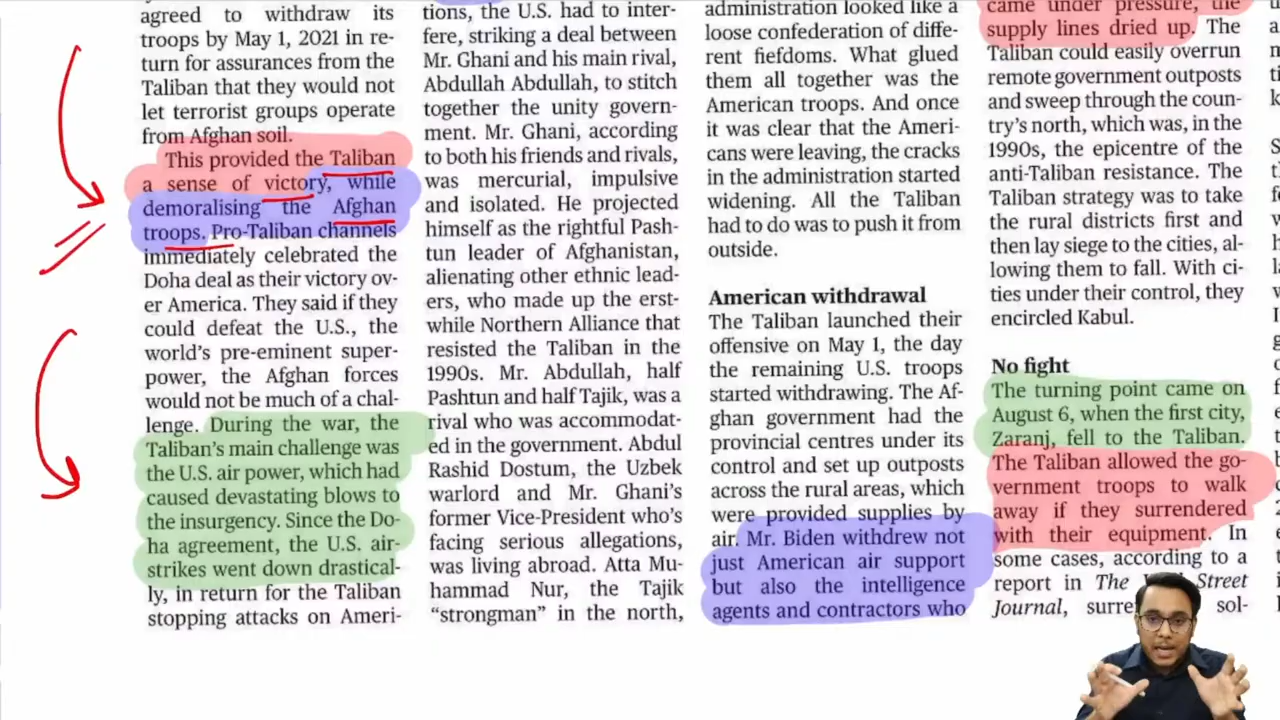 agreed to withdraw its
troops by May 1, 2021 in re-
turn for assurances from the
Taliban that they would not
let terrorist groups operate
from Afghan soil.
This provided the Taliban
a sense of victory, while
demoralising the Afghan
troops. Pro-Taliban channels
immediately celebrated the
Doha deal as their victory ov-
er America. They said if they
could defeat the U.S., the
world's pre-eminent super-
power, the Afghan forces
would not be much of a chal-
lenge. During the war, the
Taliban's main challenge was
the U.S. air power, which had
caused devastating blows to
the insurgency. Since the Do-
ha agreement, the U.S. air-
strikes went down drastical-
ly, in return for the Taliban
stopping attacks on Ameri-
tions, the U.S. had to inter-
fere, striking a deal between
Mr. Ghani and his main rival,
Abdullah Abdullah, to stitch
together the unity govern-
ment. Mr. Ghani, according
to both his friends and rivals,
was mercurial, impulsive
and isolated. He projected
himself as the rightful Pash-
tun leader of Afghanistan,
alienating other ethnic lead-
ers, who made up the erst-
while Northern Alliance that
resisted the Taliban in the
1990s. Mr. Abdullah, half
Pashtun and half Tajik, was a
rival who was accommodat-
ed in the government. Abdul
Rashid Dostum, the Uzbek
warlord and Mr. Ghani's
former Vice-President who's
facing serious allegations,
was living abroad. Atta Mu-
hammad Nur, the Tajik
“strongman” in the north,
administration looked like a
loose confederation of diffe-
rent fiefdoms. What glued
them all together was the
American troops. And once
it was clear that the Ameri-
cans were leaving, the cracks
in the administration started
widening. All the Taliban
had to do was to push it from
outside.
American withdrawal
The Taliban launched their
offensive on May 1, the day
the remaining U.S. troops
started withdrawing. The Af-
ghan government had the
provincial centres under its
control and set up outposts
across the rural areas, which
were provided supplies by
air. Mr. Biden withdrew not
just American air support
but also the intelligence
agents and contractors who
came under pressure, the
supply lines dried up. The
Taliban could easily overrun
remote government outposts
and sweep through the coun-
try's north, which was, in the
1990s, the epicentre of the
anti-Taliban resistance. The
Taliban strategy was to take
the rural districts first and
then lay siege to the cities, al-
lowing them to fall. With ci-
ties under their control, they
encircled Kabul.
No fight
The turning point came on
August 6, when the first city,
Zaranj, fell to the Taliban.
The Taliban allowed the go-
vernment troops to walk
away if they surrendered
with their equipment. In
some cases, according to a
report in The Street
Journal, sol-